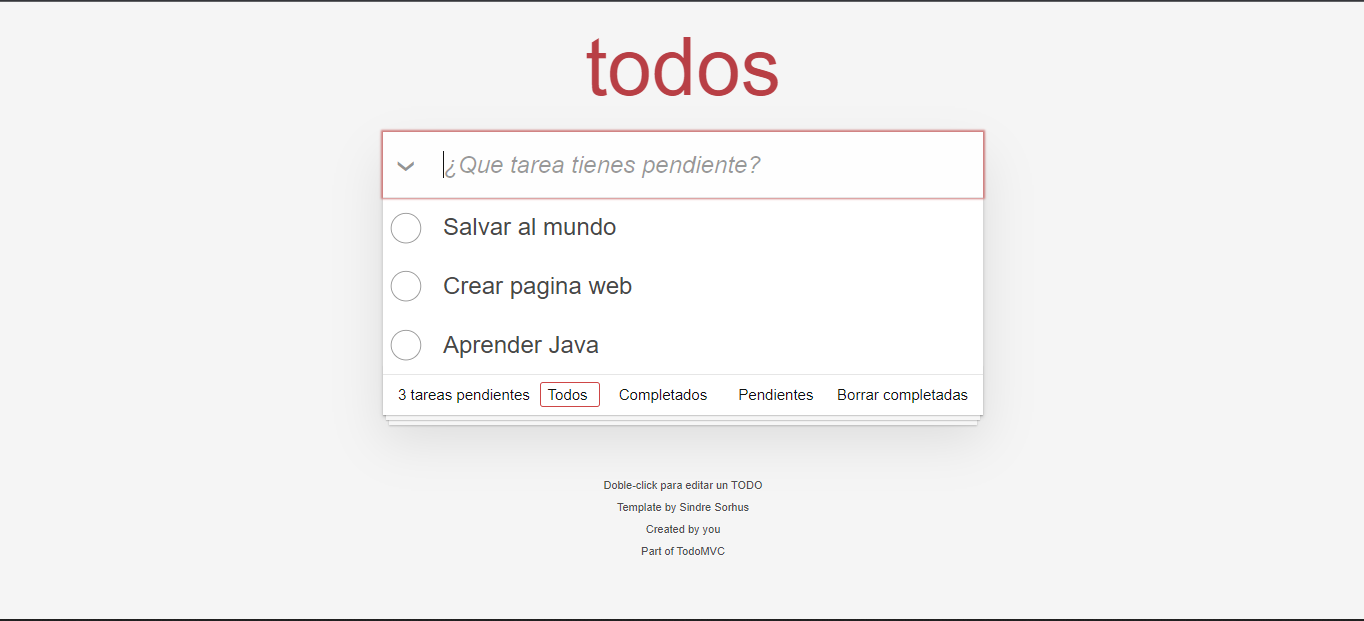 todos
¿Que tarea tienes pendiente?
Salvar al mundo
Crear pagina web
Aprender Java
3 tareas pendientes Todos Completados Pendientes Borrar completadas
Doble-click para editar un TODO
Template by Sindre Sorhus
Created by you
Part of TodoMVC